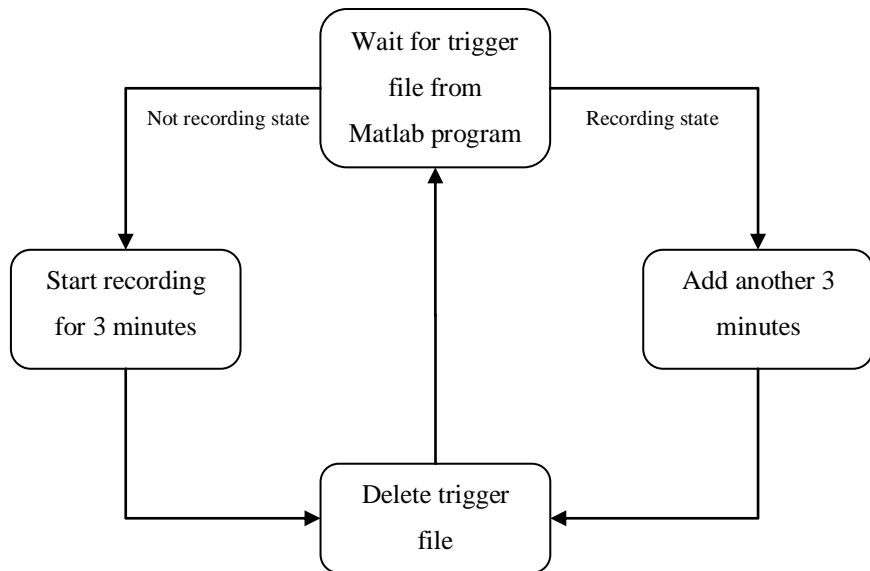 Wait for trigger
file from
Matlab program
Not recording state
Recording state
Start recording
for 3 minutes
Add another 3
minutes
Delete trigger
file